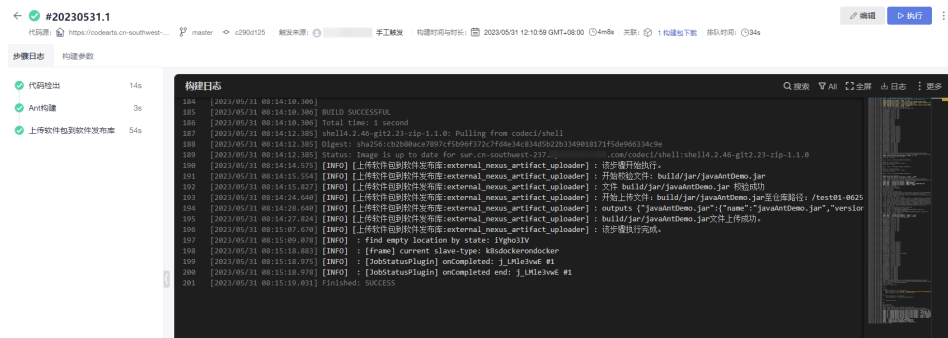 #20230531.1
编辑
执行
代码源:
https://codearts.cn-southwest-...
master
c290d125
触发来源:
手工触发
构建时间与时长:
2023/05/31 12:10:59 GMT+08:00
4m8s
关联:
1 构建包下载
排队时间:
34s
步骤日志
构建参数
代码检出
14s
Ant构建
3s
上传软件包到软件发布库
54s
构建日志
搜索
All
全屏
日志
更多
184 [2023/05/31 08:14:10.306]
185 [2023/05/31 08:14:10.306] BUILD SUCCESSFUL
186 [2023/05/31 08:14:10.306] Total time: 1 second
187 [2023/05/31 08:14:12.385] shell4.2.46-git2.23-zip-1.1.0: Pulling from codeci/shell
188 [2023/05/31 08:14:12.385] Digest: sha256:cb2b80ace7897cf5b96f372c7fd4e34c834d5b22b3349018171f5d966334c9e
189 [2023/05/31 08:14:12.385] Status: Image is up to date for swr.cn-southwest-237. .com/codeci/shell:shell4.2.46-git2.23-zip-1.1.0
190 [2023/05/31 08:14:14.575] [INFO] [上传软件包到软件发布库:external_nexus_artifact_uploader] : 该步骤开始执行。
191 [2023/05/31 08:14:15.554] [INFO] [上传软件包到软件发布库:external_nexus_artifact_uploader] : 开始校验文件: build/jar/javaAntDemo.jar
192 [2023/05/31 08:14:15.827] [INFO] [上传软件包到软件发布库:external_nexus_artifact_uploader] : 文件 build/jar/javaAntDemo.jar 校验成功
193 [2023/05/31 08:14:24.640] [INFO] [上传软件包到软件发布库:external_nexus_artifact_uploader] : 开始上传文件: build/jar/javaAntDemo.jar至仓库路径: /test01-0625
194 [2023/05/31 08:14:28.640] [INFO] [上传软件包到软件发布库:external_nexus_artifact_uploader] : outputs {"javaAntDemo.jar":{"name":"javaAntDemo.jar","version
195 [2023/05/31 08:14:27.824] [INFO] [上传软件包到软件发布库:external_nexus_artifact_uploader] : build/jar/javaAntDemo.jar文件上传成功。
196 [2023/05/31 08:15:07.670] [INFO] [上传软件包到软件发布库:external_nexus_artifact_uploader] : 该步骤执行完成。
197 [2023/05/31 08:15:09.078] [INFO] : find empty location by state: iYgho3IV
198 [2023/05/31 08:15:18.883] [INFO] : [frame] current slave-type: k8sdockerondocker
199 [2023/05/31 08:15:18.975] [INFO] : [JobStatusPlugin] onCompleted: j_LMle3vwE #1
200 [2023/05/31 08:15:18.978] [INFO] : [JobStatusPlugin] onCompleted end: j_LMle3vwE #1
201 [2023/05/31 08:15:19.031] Finished: SUCCESS